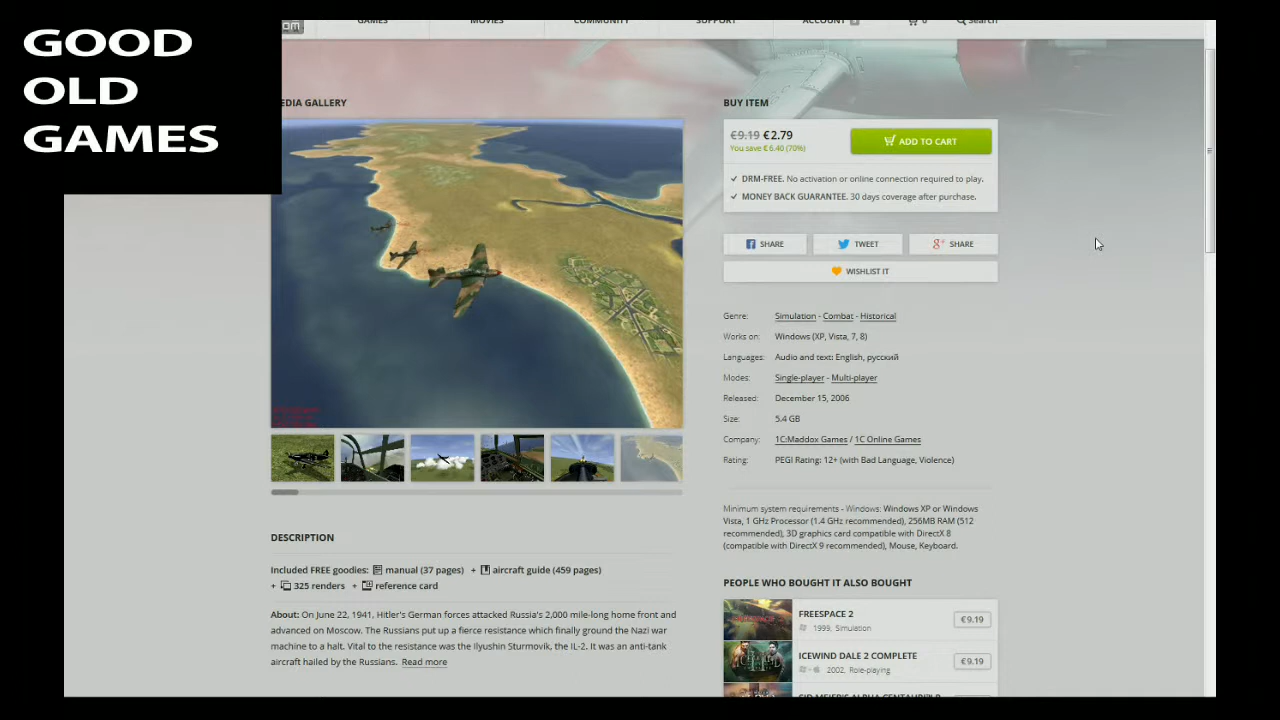 GOOD
OLD
GAMES
OM.
GAMES MOVIES COMMUNITY SUPPORT ACCOUNT 0 Search
EDIA GALLERY
BUY ITEM
€9.19 €2.79
You save € 6.40 (70%)
ADD TO CART
✓ DRM-FREE. No activation or online connection required to play.
✓ MONEY BACK GUARANTEE. 30 days coverage after purchase.
SHARE TWEET SHARE
WISHLIST IT
Genre: Simulation - Combat - Historical
Works on: Windows (XP, Vista, 7, 8)
Languages: Audio and text: English, русский
Modes: Single-player - Multi-player
Released: December 15, 2006
Size: 5.4 GB
Company: 1C:Maddox Games / 1C Online Games
Rating: PEGI Rating: 12+ (with Bad Language, Violence)
Minimum system requirements - Windows: Windows XP or Windows
Vista, 1 GHz Processor (1.4 GHz recommended), 256MB RAM (512
recommended), 3D graphics card compatible with DirectX 8
(compatible with DirectX 9 recommended), Mouse, Keyboard.
DESCRIPTION
Included FREE goodies: manual (37 pages) + aircraft guide (459 pages)
+ 325 renders + reference card
About: On June 22, 1941, Hitler's German forces attacked Russia's 2,000 mile-long home front and
advanced on Moscow. The Russians put up a fierce resistance which finally ground the Nazi war
machine to a halt. Vital to the resistance was the Ilyushin Sturmovik, the IL-2. It was an anti-tank
aircraft hailed by the Russians. Read more
PEOPLE WHO BOUGHT IT ALSO BOUGHT
FREESPACE 2
1999, Simulation
€9.19
ICEWIND DALE 2 COMPLETE
2002, Role-playing
€9.19
SID MEIER'S ALPHA CENTAURI